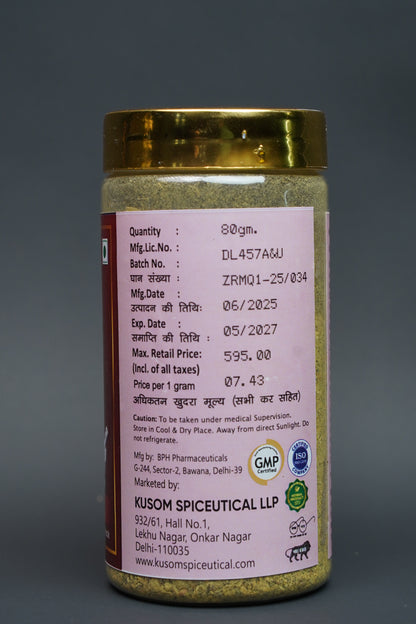 Quantity : 80gm.
Mfg.Lic.No. : DL457A&U
Batch No. :
घान संख्या : ZRMQ1-25/034
Mfg.Date :
उत्पादन की तिथि: 06/2025
Exp. Date :
समाप्ति की तिथि : 05/2027
Max. Retail Price: 595.00
(Incl. of all taxes)
Price per 1 gram 07.43
अधिकतम खुदरा मूल्य (सभी कर सहित)
Caution: To be taken under medical Supervision.
Store in Cool & Dry Place. Away from direct Sunlight. Do
not refrigerate.
Mfg by: BPH Pharmaceuticals
G-244, Sector-2, Bawana, Delhi-39
GMP
Certified
ISO
Marketed by:
KUSOM SPICEUTICAL LLP
932/61, Hall No.1,
Lekhu Nagar, Onkar Nagar
Delhi-110035
www.kusomspiceutical.com